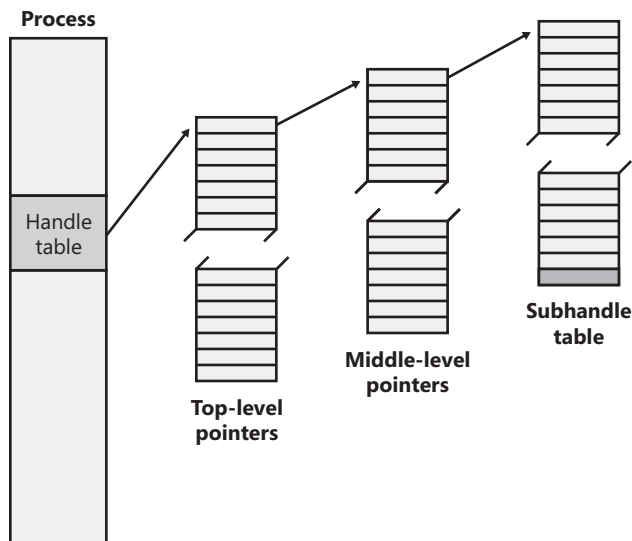 Process
Handle
table
Top-level
pointers
Middle-level
pointers
Subhandle
table